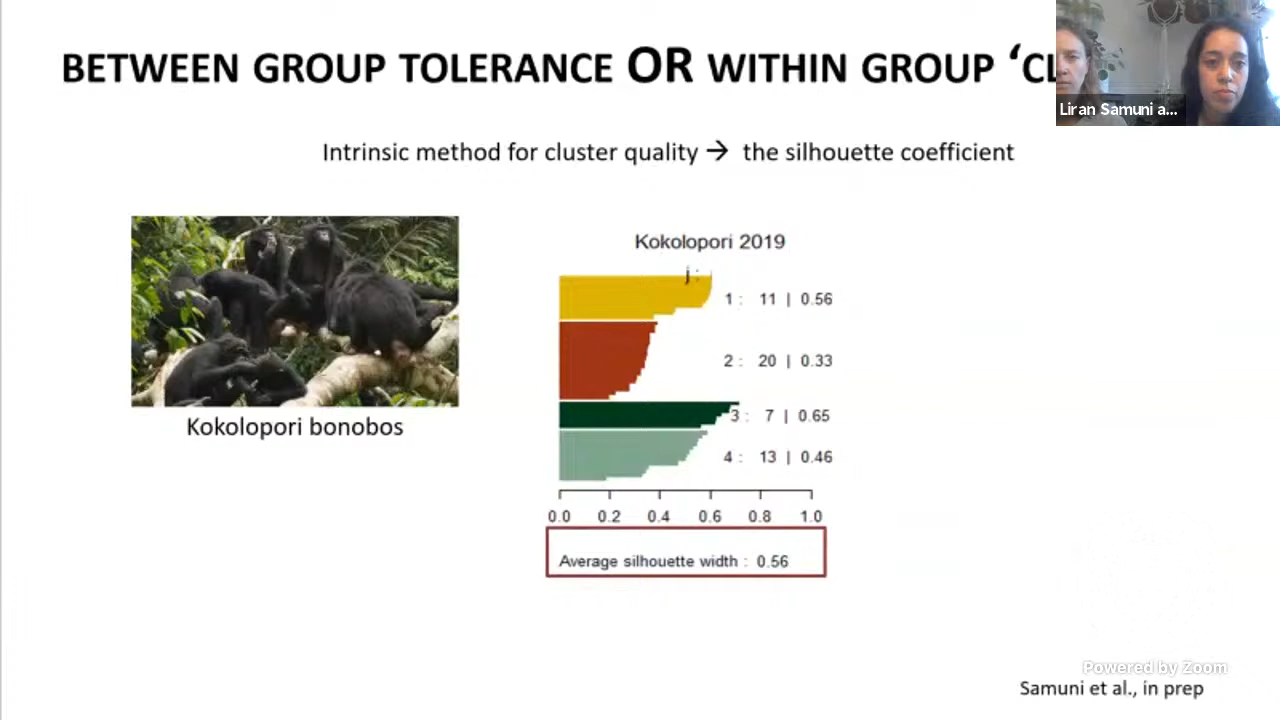 BETWEEN GROUP TOLERANCE OR WITHIN GROUP ‘CL
Liran Samuni a...
Intrinsic method for cluster quality → the silhouette coefficient
Kokolopori 2019
j :
1 : 11 | 0.56
2 : 20 | 0.33
3 : 7 | 0.65
4 : 13 | 0.46
Kokolopori bonobos
0.0 0.2 0.4 0.6 0.8 1.0
Average silhouette width : 0.56
Powered by Zoom
Samuni et al., in prep